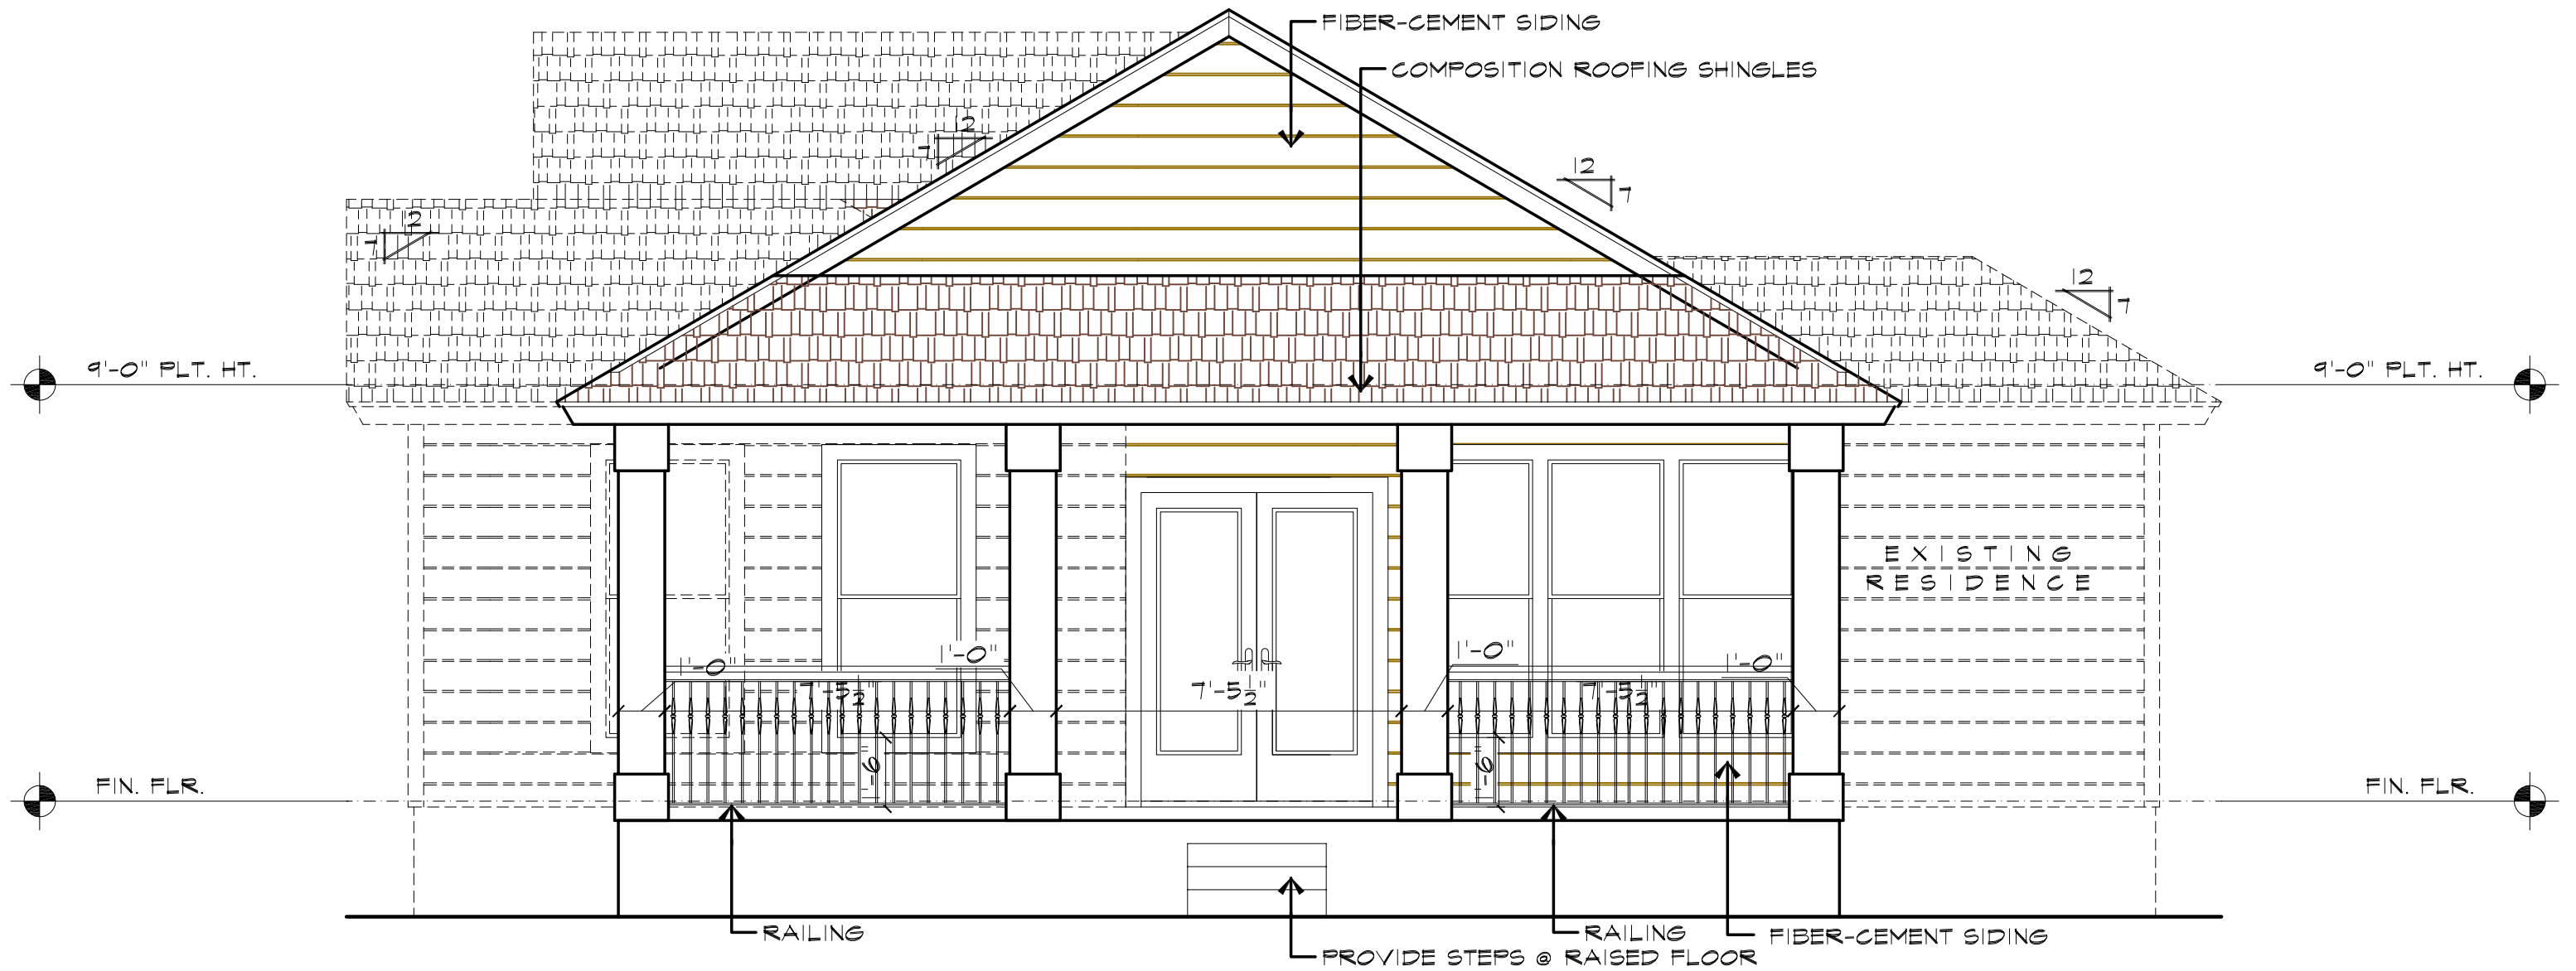 FIBER-CEMENT SIDING
COMPOSITION ROOFING SHINGLES
12
7
12
7
12
7
12
7
9'-0" PLT. HT.
9'-0" PLT. HT.
EXISTING
RESIDENCE
1'-0"
1'-0"
1'-0"
1'-0"
7'-5½"
7'-5½"
7'-5½"
FIN. FLR.
FIN. FLR.
RAILING
RAILING
FIBER-CEMENT SIDING
PROVIDE STEPS @ RAISED FLOOR